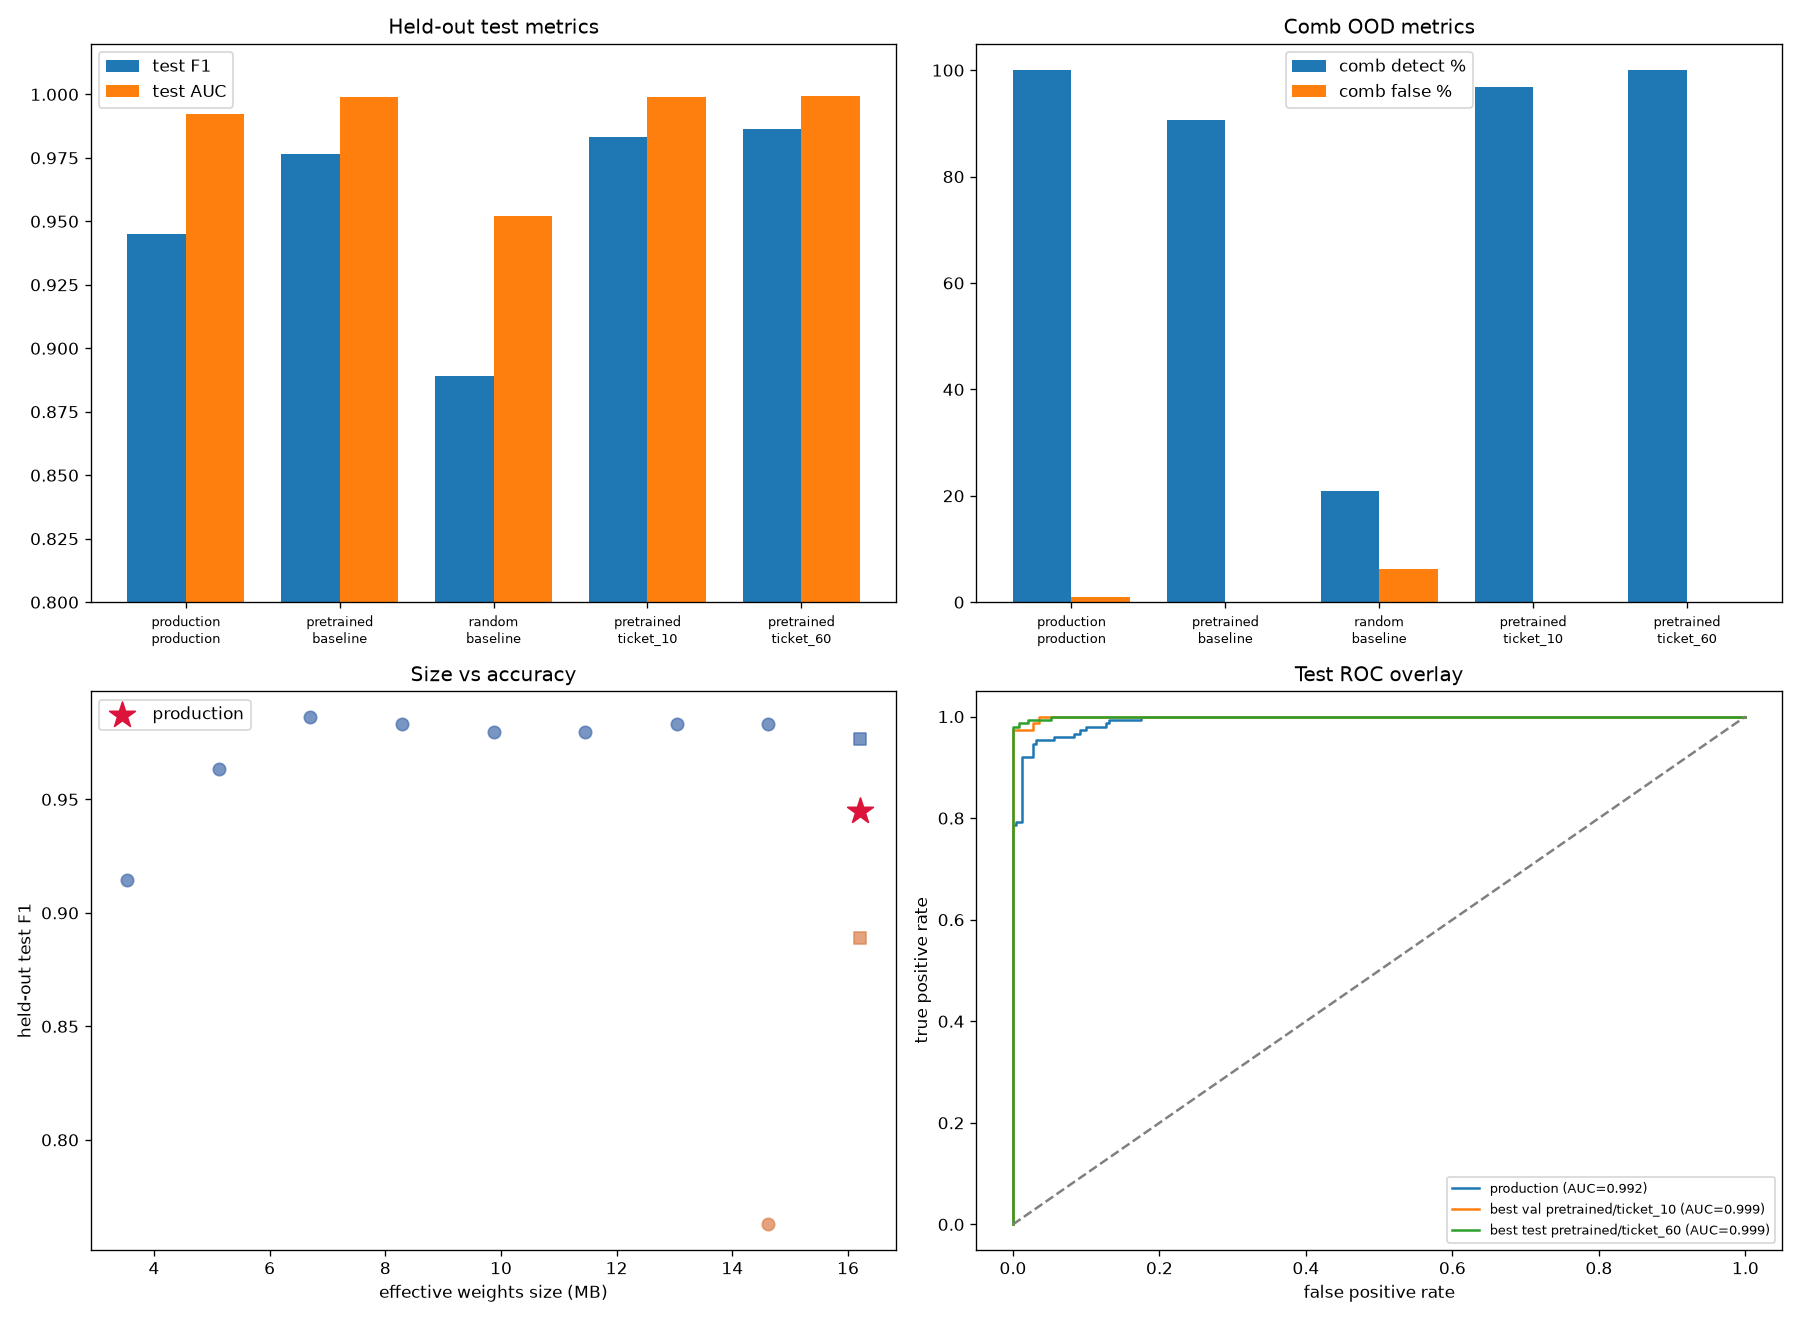 Held-out test metrics
test F1
test AUC
1.000
0.975
0.950
0.925
0.900
0.875
0.850
0.825
0.800
production
production
pretrained
baseline
random
baseline
pretrained
ticket_10
pretrained
ticket_60
Comb OOD metrics
comb detect %
comb false %
100
80
60
40
20
0
production
production
pretrained
baseline
random
baseline
pretrained
ticket_10
pretrained
ticket_60
Size vs accuracy
production
held-out test F1
0.95
0.90
0.85
0.80
4 6 8 10 12 14 16
effective weights size (MB)
Test ROC overlay
true positive rate
1.0
0.8
0.6
0.4
0.2
0.0
production (AUC=0.992)
best val pretrained/ticket_10 (AUC=0.999)
best test pretrained/ticket_60 (AUC=0.999)
0.0 0.2 0.4 0.6 0.8 1.0
false positive rate